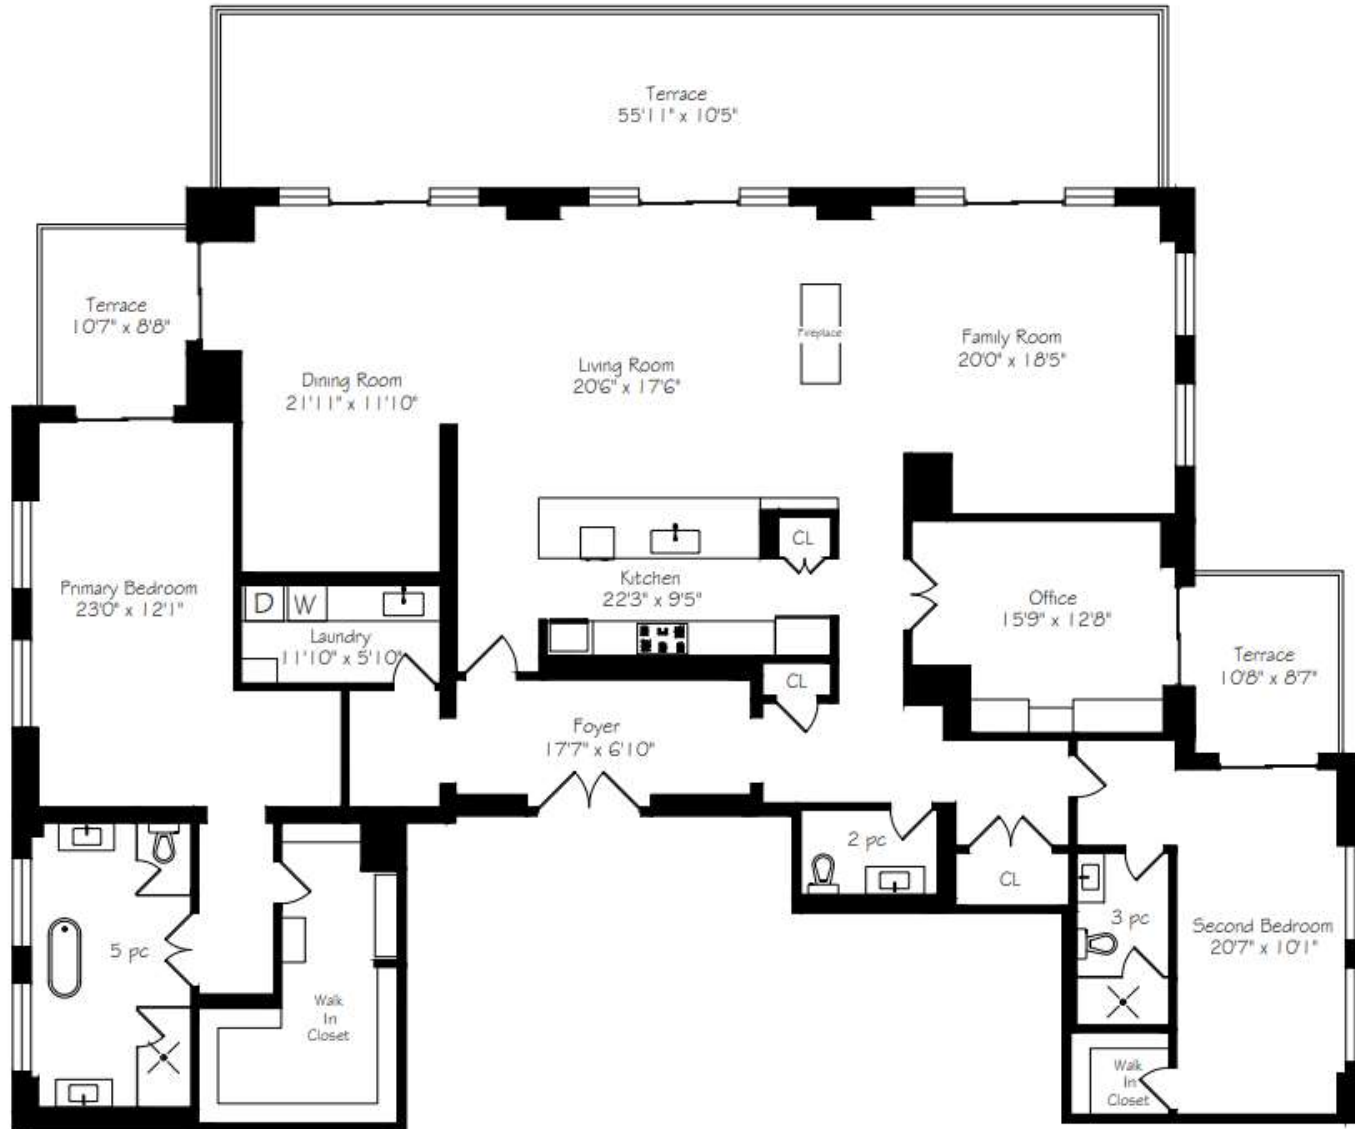 Terrace
55'11" x 10'5"
Terrace
10'7" x 8'8"
Dining Room
21'11" x 11'10"
Living Room
20'6" x 17'6"
Fireplace
Family Room
20'0" x 18'5"
Primary Bedroom
23'0" x 12'1"
D
W
Laundry
11'10" x 5'10"
Kitchen
22'3" x 9'5"
CL
Office
15'9" x 12'8"
Terrace
10'8" x 8'7"
CL
Foyer
17'7" x 6'10"
2 pc
CL
3 pc
Second Bedroom
20'7" x 10'1"
5 pc
Walk
In
Closet
Walk
In
Closet